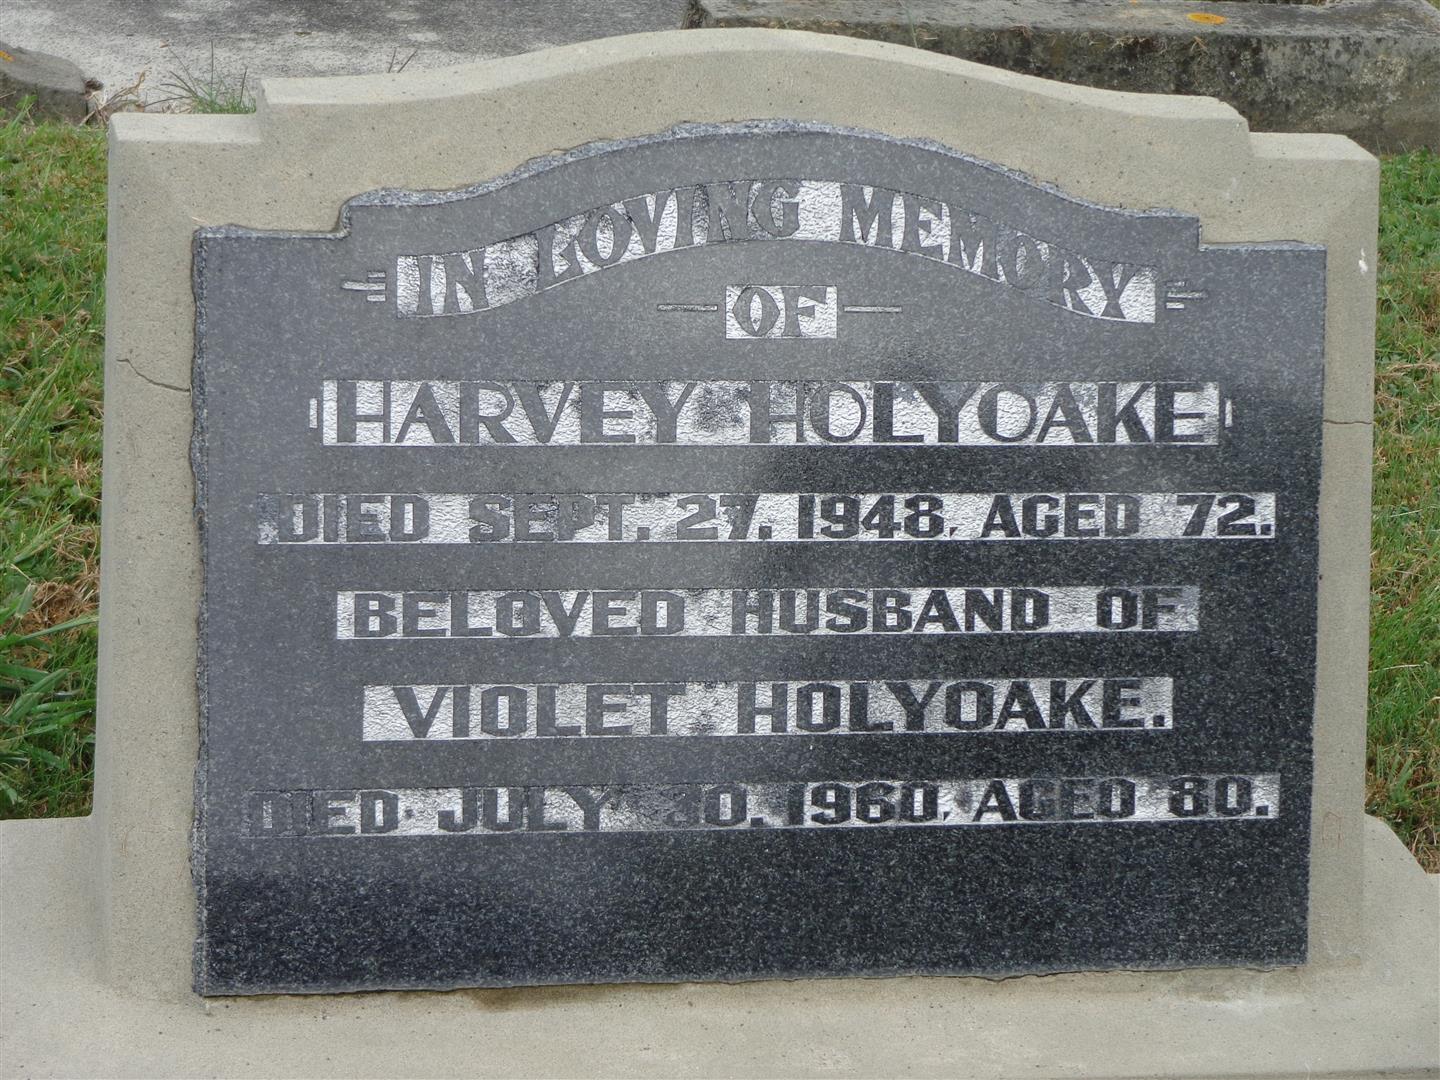 IN LOVING MEMORY
OF
HARVEY HOLYOAKE
DIED SEPT. 27. 1948, AGED 72.
BELOVED HUSBAND OF
VIOLET HOLYOAKE.
DIED JULY 1960, AGED 80.